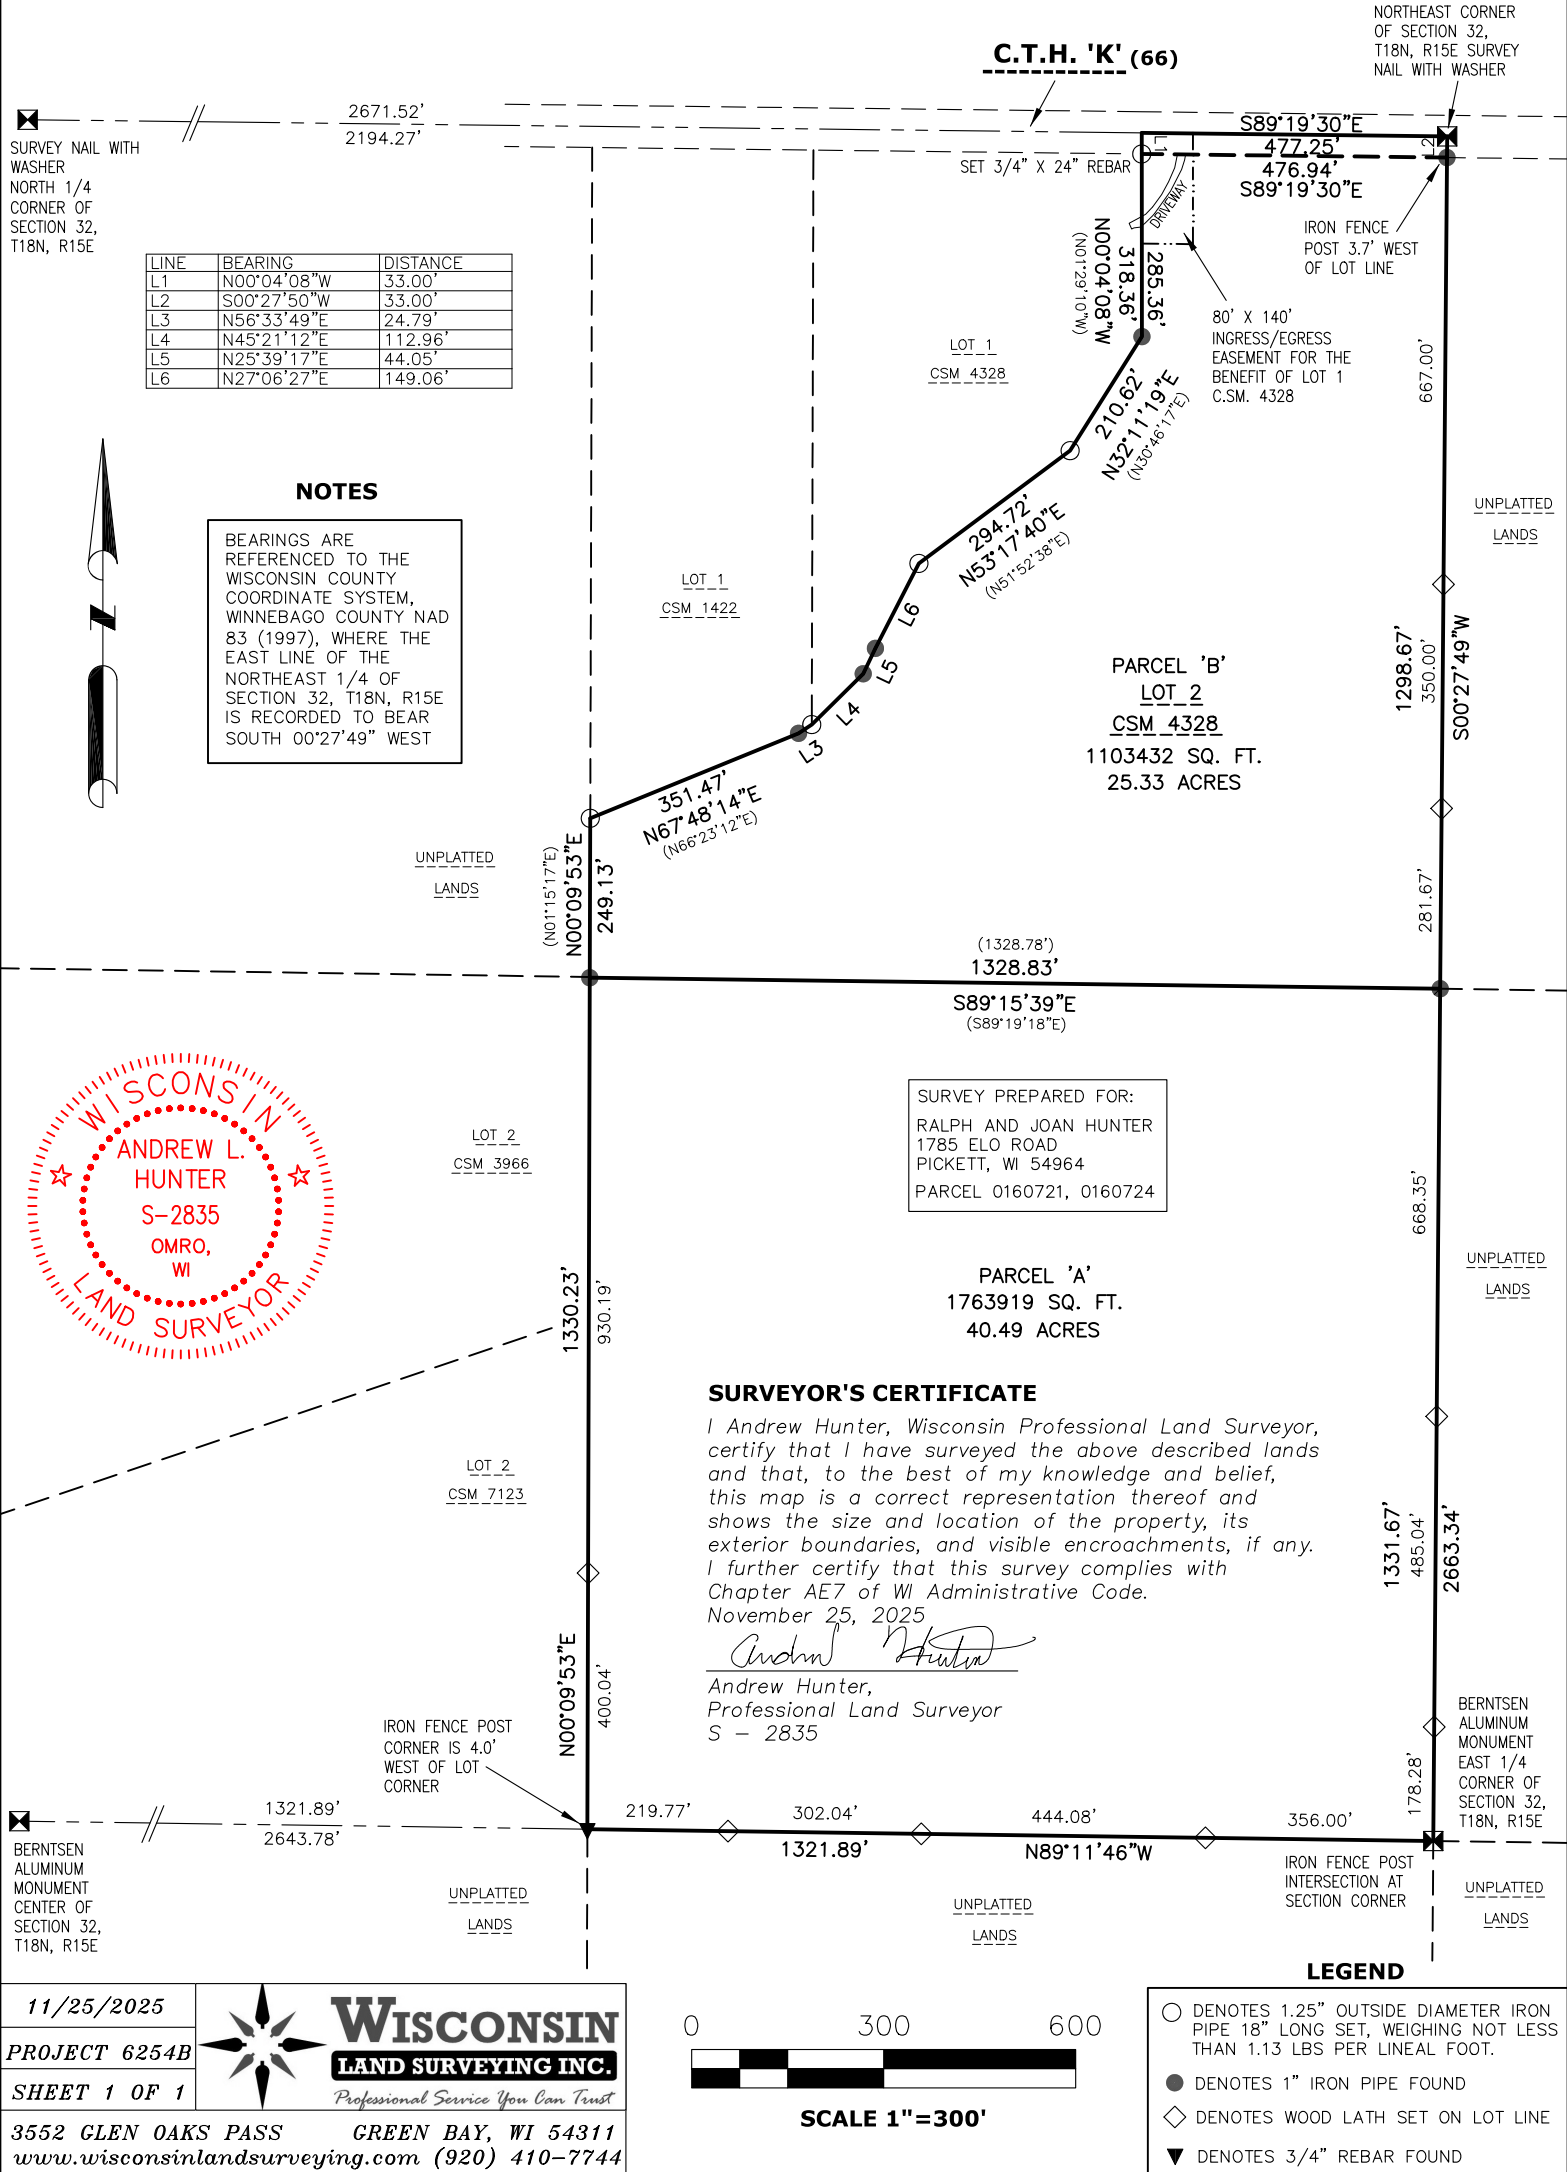 C.T.H. 'K' (66)
NORTHEAST CORNER
OF SECTION 32,
T18N, R15E SURVEY
NAIL WITH WASHER
2671.52'
2194.27'
SURVEY NAIL WITH
WASHER
NORTH 1/4
CORNER OF
SECTION 32,
T18N, R15E
S89°19'30"E
477.25'
476.94'
S89°19'30"E
L1
L2
SET 3/4" X 24" REBAR
DRIVEWAY
IRON FENCE
POST 3.7' WEST
OF LOT LINE
LINE BEARING DISTANCE
L1 N00°04'08"W 33.00'
L2 S00°27'50"W 33.00'
L3 N56°33'49"E 24.79'
L4 N45°21'12"E 112.96'
L5 N25°39'17"E 44.05'
L6 N27°06'27"E 149.06'
285.36'
318.36'
N00°04'08"W
(N01°29'10"W)
80' X 140'
INGRESS/EGRESS
EASEMENT FOR THE
BENEFIT OF LOT 1
C.SM. 4328
LOT 1
CSM 4328
667.00'
210.62'
N32°11'19"E
(N30°46'17"E)
NOTES
BEARINGS ARE
REFERENCED TO THE
WISCONSIN COUNTY
COORDINATE SYSTEM,
WINNEBAGO COUNTY NAD
83 (1997), WHERE THE
EAST LINE OF THE
NORTHEAST 1/4 OF
SECTION 32, T18N, R15E
IS RECORDED TO BEAR
SOUTH 00°27'49" WEST
N
UNPLATTED
LANDS
294.72'
N53°17'40"E
(N51°52'38"E)
LOT 1
CSM 1422
L6
L5
L4
L3
PARCEL 'B'
LOT 2
CSM 4328
1103432 SQ. FT.
25.33 ACRES
1298.67'
350.00'
S00°27'49"W
351.47'
N67°48'14"E
(N66°23'12"E)
UNPLATTED
LANDS
(N01°15'17"E)
N00°09'53"E
249.13'
281.67'
(1328.78')
1328.83'
S89°15'39"E
(S89°19'18"E)
WISCONSIN
ANDREW L.
HUNTER
S-2835
OMRO,
WI
LAND SURVEYOR
SURVEY PREPARED FOR:
RALPH AND JOAN HUNTER
1785 ELO ROAD
PICKETT, WI 54964
PARCEL 0160721, 0160724
LOT 2
CSM 3966
668.35'
PARCEL 'A'
1763919 SQ. FT.
40.49 ACRES
UNPLATTED
LANDS
1330.23'
930.19'
SURVEYOR'S CERTIFICATE
I Andrew Hunter, Wisconsin Professional Land Surveyor,
certify that I have surveyed the above described lands
and that, to the best of my knowledge and belief,
this map is a correct representation thereof and
shows the size and location of the property, its
exterior boundaries, and visible encroachments, if any.
I further certify that this survey complies with
Chapter AE7 of WI Administrative Code.
November 25, 2025
Andrew Hunter
Andrew Hunter,
Professional Land Surveyor
S - 2835
LOT 2
CSM 7123
1331.67'
485.04'
2663.34'
N00°09'53"E
400.04'
IRON FENCE POST
CORNER IS 4.0'
WEST OF LOT
CORNER
BERNTSEN
ALUMINUM
MONUMENT
EAST 1/4
CORNER OF
SECTION 32,
T18N, R15E
178.28'
1321.89'
2643.78'
219.77'
302.04'
444.08'
356.00'
1321.89'
N89°11'46"W
BERNTSEN
ALUMINUM
MONUMENT
CENTER OF
SECTION 32,
T18N, R15E
IRON FENCE POST
INTERSECTION AT
SECTION CORNER
UNPLATTED
LANDS
UNPLATTED
LANDS
UNPLATTED
LANDS
11/25/2025
PROJECT 6254B
SHEET 1 OF 1
WISCONSIN
LAND SURVEYING INC.
Professional Service You Can Trust
3552 GLEN OAKS PASS GREEN BAY, WI 54311
www.wisconsinlandsurveying.com (920) 410-7744
0 300 600
SCALE 1"=300'
LEGEND
DENOTES 1.25" OUTSIDE DIAMETER IRON
PIPE 18" LONG SET, WEIGHING NOT LESS
THAN 1.13 LBS PER LINEAL FOOT.
DENOTES 1" IRON PIPE FOUND
DENOTES WOOD LATH SET ON LOT LINE
DENOTES 3/4" REBAR FOUND